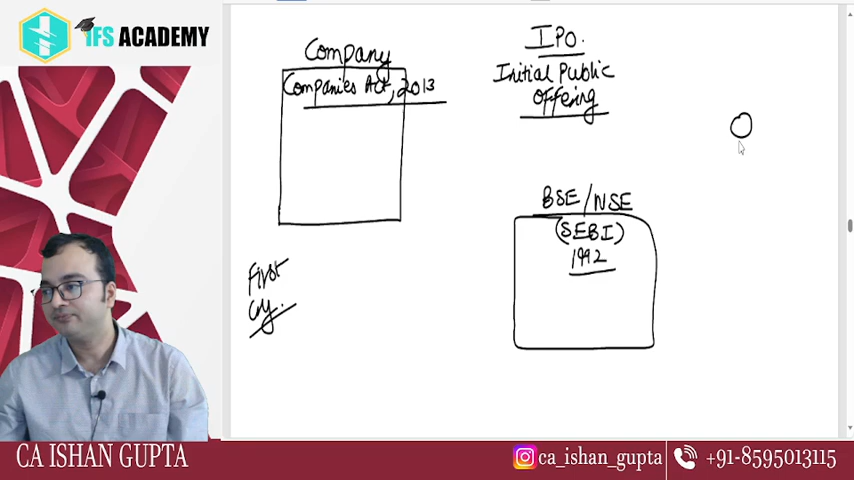 IFS ACADEMY
Company
Companies Act, 2013
IPO.
Initial Public
Offering
BSE/NSE
(SEBI)
1992
First
Cry.
CA ISHAN GUPTA
ca_ishan_gupta
+91-8595013115